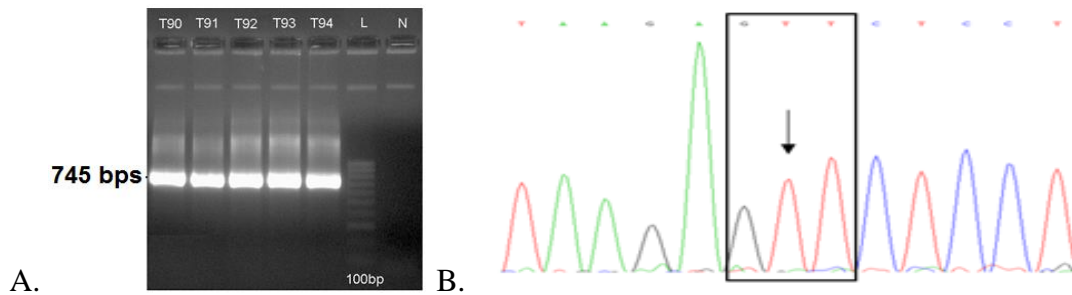 T90 T91 T92 T93 T94 L N
745 bps
100bp
A.
B.
T A A G A G T T C T C C T